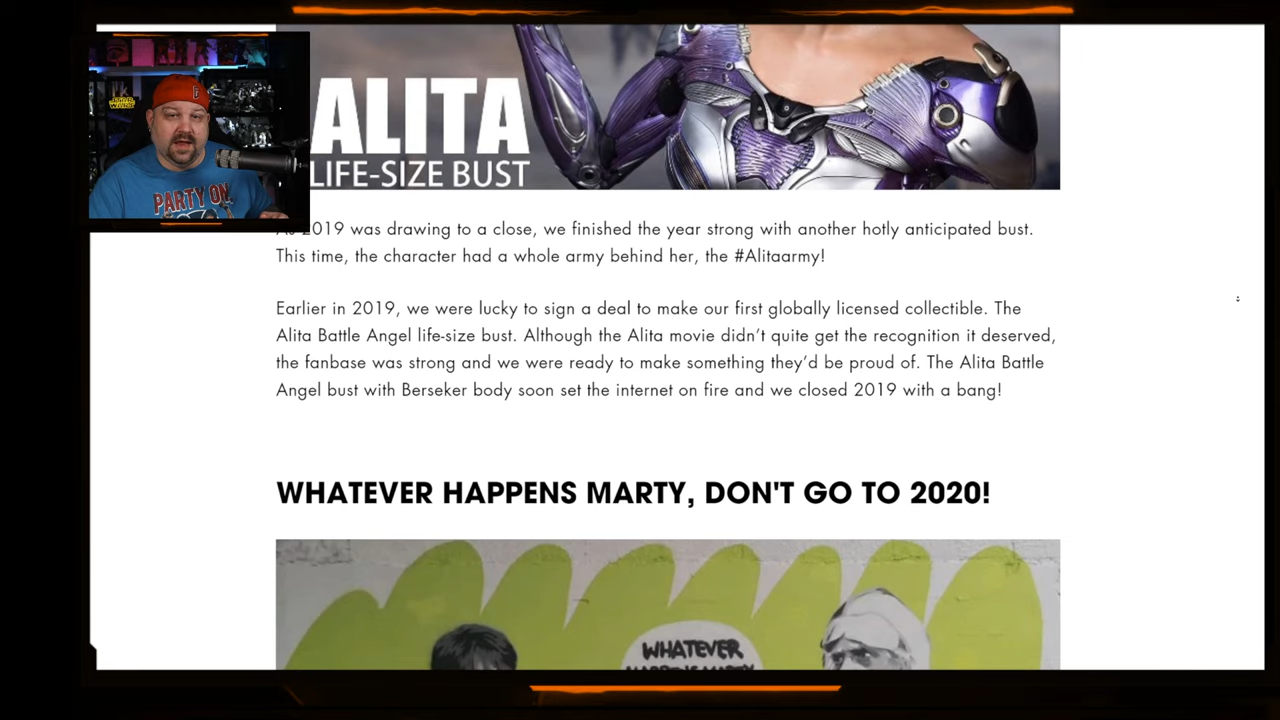 ALITA
LIFE-SIZE BUST
PARTY ON
As 2019 was drawing to a close, we finished the year strong with another hotly anticipated bust.
This time, the character had a whole army behind her, the #Alitaarmy!
Earlier in 2019, we were lucky to sign a deal to make our first globally licensed collectible. The
Alita Battle Angel life-size bust. Although the Alita movie didn’t quite get the recognition it deserved,
the fanbase was strong and we were ready to make something they’d be proud of. The Alita Battle
Angel bust with Berseker body soon set the internet on fire and we closed 2019 with a bang!
WHATEVER HAPPENS MARTY, DON'T GO TO 2020!
WHATEVER
HAPPENS MARTY